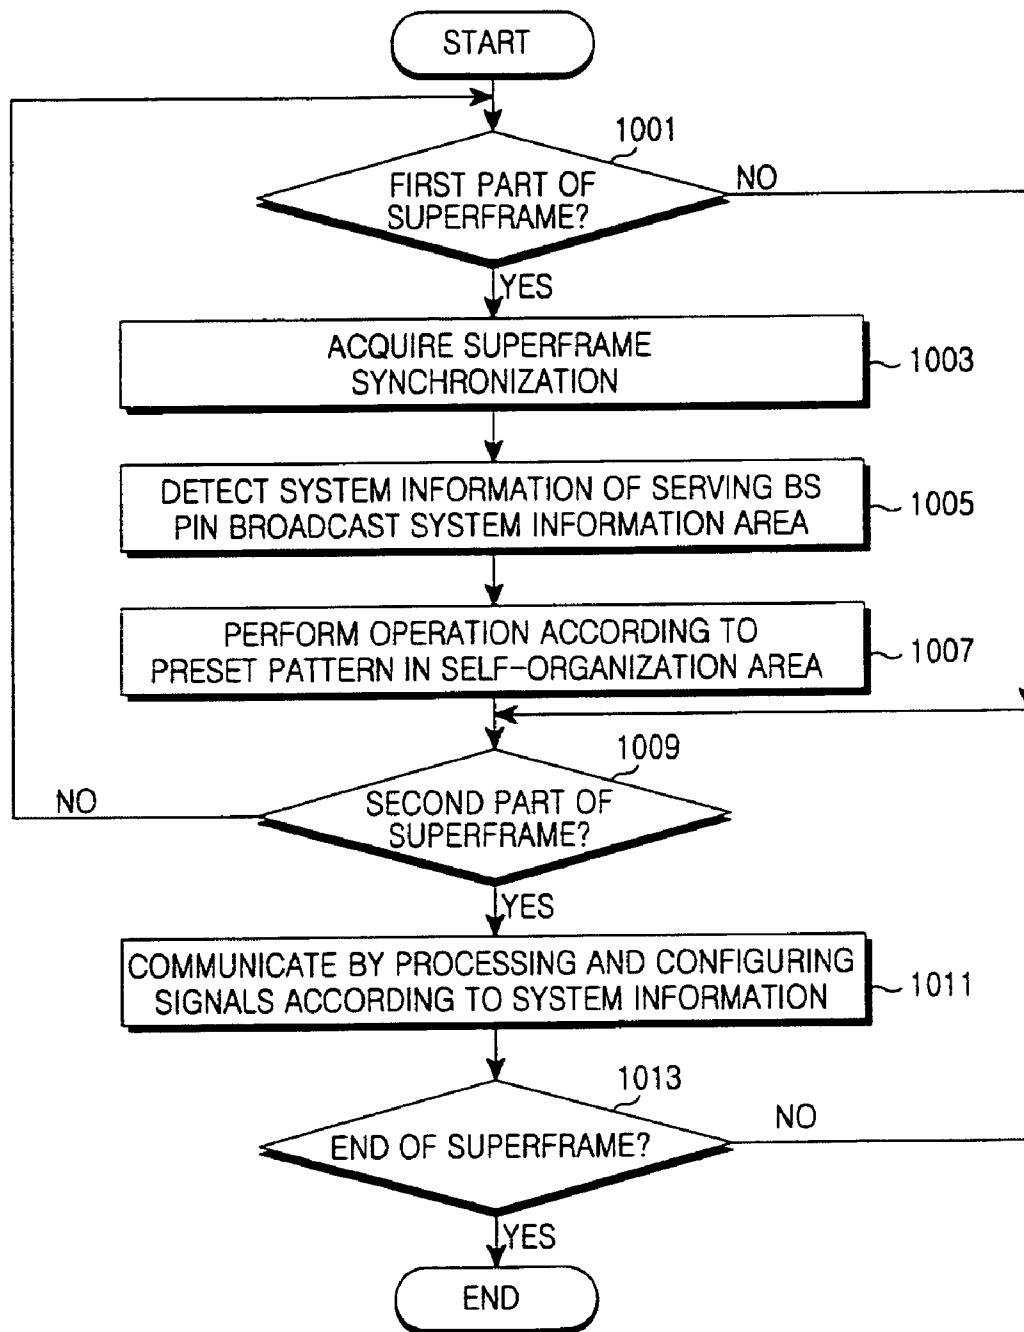 START
1001
FIRST PART OF
SUPERFRAME?
NO
YES
ACQUIRE SUPERFRAME
SYNCHRONIZATION
1003
DETECT SYSTEM INFORMATION OF SERVING BS
PIN BROADCAST SYSTEM INFORMATION AREA
1005
PERFORM OPERATION ACCORDING TO
PRESET PATTERN IN SELF-ORGANIZATION AREA
1007
1009
SECOND PART OF
SUPERFRAME?
NO
YES
COMMUNICATE BY PROCESSING AND CONFIGURING
SIGNALS ACCORDING TO SYSTEM INFORMATION
1011
1013
END OF SUPERFRAME?
NO
YES
END